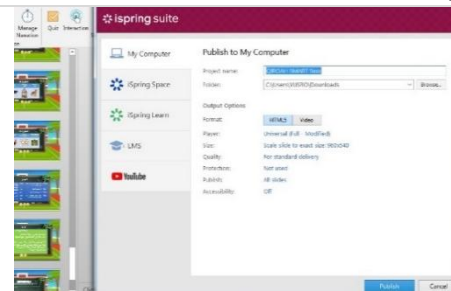 Manage Narration
Quiz
Interaction
ispring suite
My Computer
iSpring Space
iSpring Learn
LMS
YouTube
Publish to My Computer
Project name:
Folder:
Browse...
Output Options
Format:
HTML5
Video
Player:
Universal (Full - Modified)
Size:
Scale slide to exact size: 960x540
Quality:
For standard delivery
Protection:
Not used
Publish:
All slides
Accessibility:
Off
Publish
Cancel